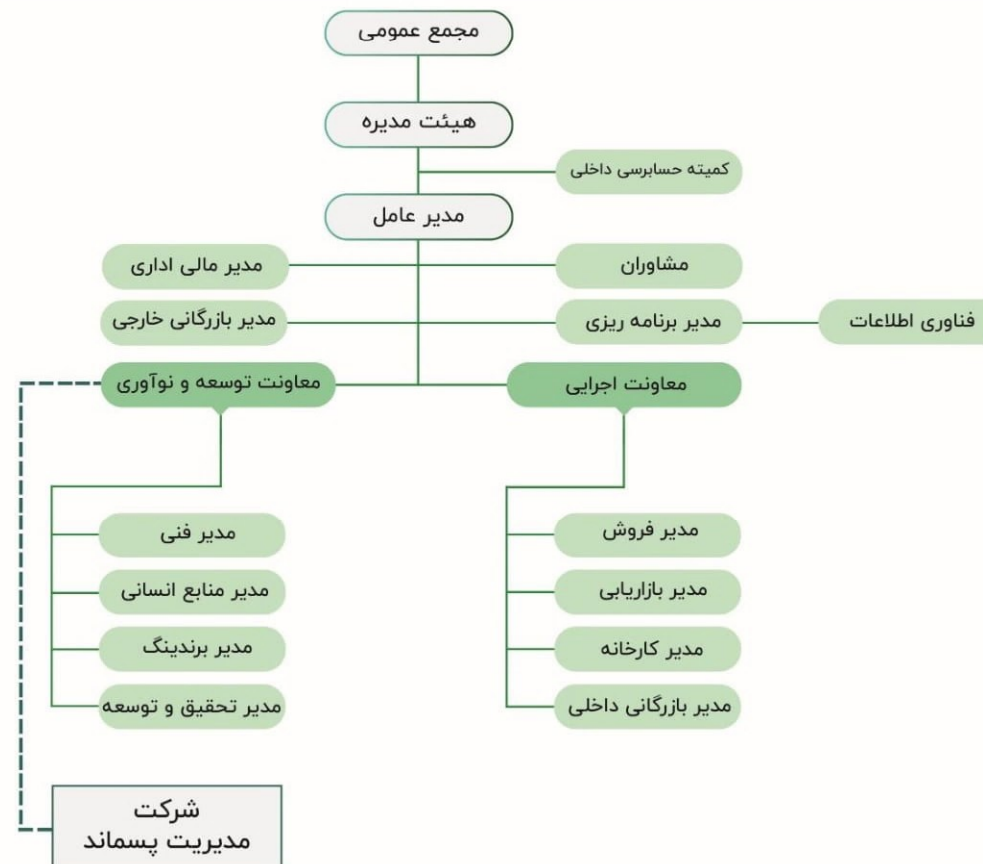 مجمع عمومی
هیئت مدیره
کمیته حسابرسی داخلی
مدیر عامل
مشاوران
مدیر مالی اداری
فناوری اطلاعات
مدیر برنامه ریزی
مدیر بازرگانی خارجی
معاونت اجرایی
معاونت توسعه و نوآوری
مدیر فروش
مدیر بازاریابی
مدیر کارخانه
مدیر بازرگانی داخلی
مدیر فنی
مدیر منابع انسانی
مدیر برندینگ
مدیر تحقیق و توسعه
شرکت
مدیریت پسماند